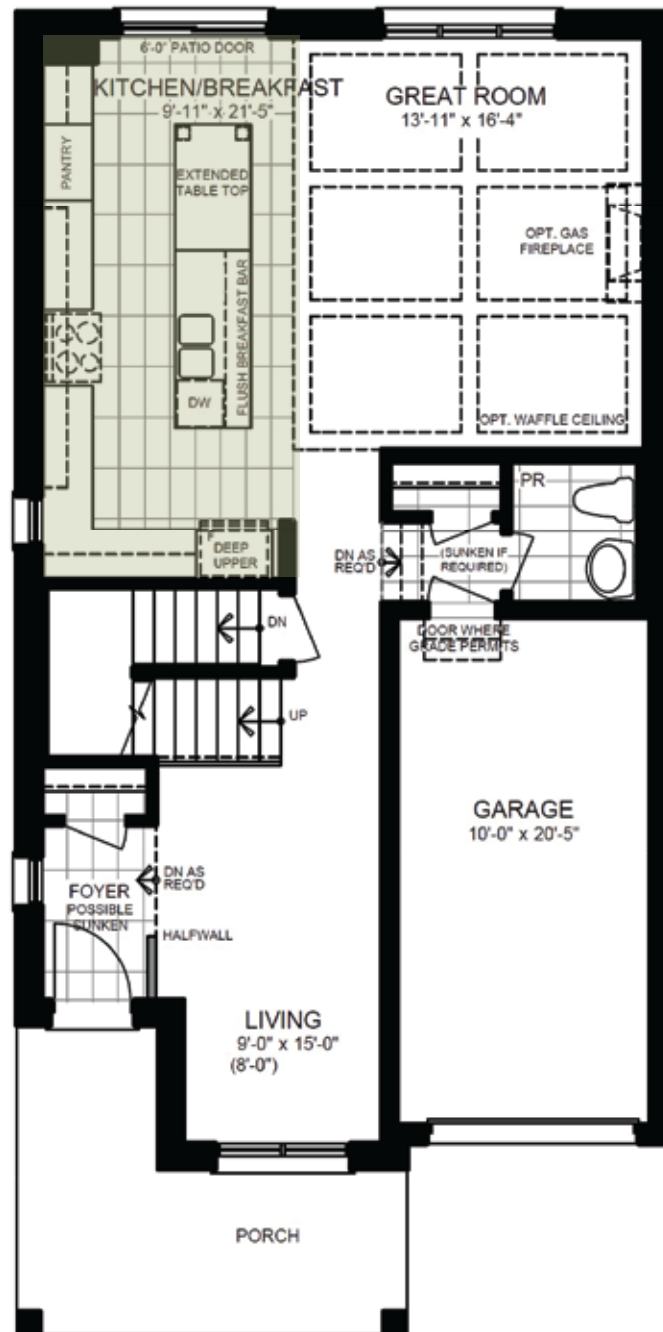 6'-0" PATIO DOOR
KITCHEN/BREAKFAST
9'-11" x 21'-5"
GREAT ROOM
13'-11" x 16'-4"
PANTRY
EXTENDED
TABLE TOP
OPT. GAS
FIREPLACE
FLUSH BREAKFAST BAR
DW
OPT. WAFFLE CEILING
PR
F
DEEP
UPPER
DN AS
REQ'D
(SUNKEN IF
REQUIRED)
DN
DOOR WHERE
GRADE PERMITS
UP
GARAGE
10'-0" x 20'-5"
DN AS
REQ'D
FOYER
POSSIBLE
SUNKEN
HALFWALL
LIVING
9'-0" x 15'-0"
(8'-0")
PORCH